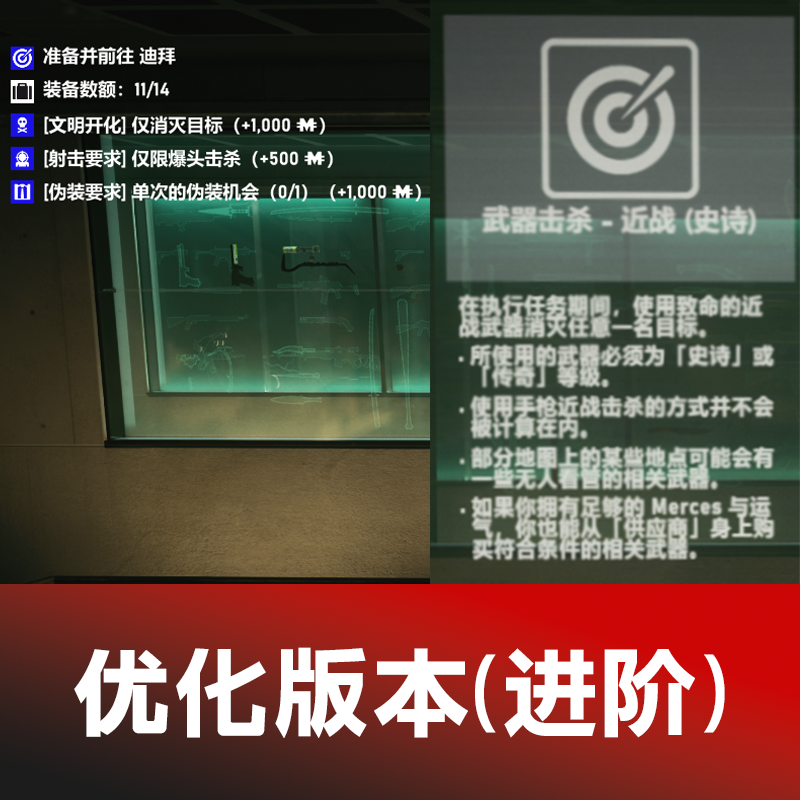 准备并前往 迪拜
装备数额：11/14
[文明开化] 仅消灭目标（+1,000 ₼）
[射击要求] 仅限爆头击杀（+500 ₼）
[伪装要求] 单次的伪装机会（0/1）（+1,000 ₼）
武器击杀 - 近战 (史诗)
在执行任务期间，使用致命的近
战武器消灭任意一名目标。
· 所使用的武器必须为「史诗」或
「传奇」等级。
· 使用手枪近战击杀的方式并不会
被计算在内。
· 部分地图上的某些地点可能会有
一些无人看管的相关武器。
· 如果你拥有足够的 Merces 与运
气，你也能从「供应商」身上购
买符合条件的相关武器。
优化版本(进阶)